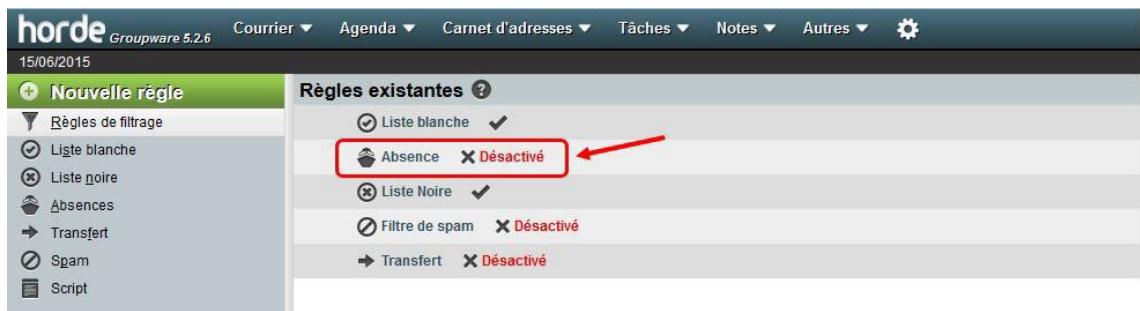 horde Groupware 5.2.6 Courrier Agenda Carnet d'adresses Tâches Notes Autres
15/06/2015
Nouvelle règle
Règles de filtrage
Liste blanche
Liste noire
Absences
Transfert
Spam
Script
Règles existantes
Liste blanche
Absence Désactivé
Liste Noire
Filtre de spam Désactivé
Transfert Désactivé